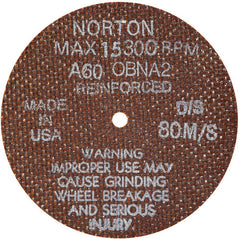 NORTON
MAX 15300 RPM
A60 OBNA2
REINFORCED
MADE IN USA
D/S
80M/S
WARNING
IMPROPER USE MAY
CAUSE GRINDING
WHEEL BREAKAGE
AND SERIOUS
INJURY